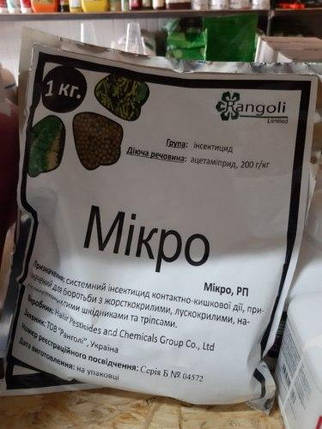 1 кг.
Rangoli
Limited
Група: інсектицид
Діюча речовина: ацетаміприд, 200 г/кг
Мікро
Мікро, РП
Призначення: системний інсектицид контактно-кишкової дії, при-
значений для боротьби з жорсткокрилими, лускокрилими, на-
півтвердокрилими шкідниками та трипсами.
Виробник: Hailir Pesticides and Chemicals Group Co., Ltd
Заявник: ТОВ "Ранголі", Україна
Номер реєстраційного посвідчення: Серія Б № 04572
Дата виготовлення: на упаковці